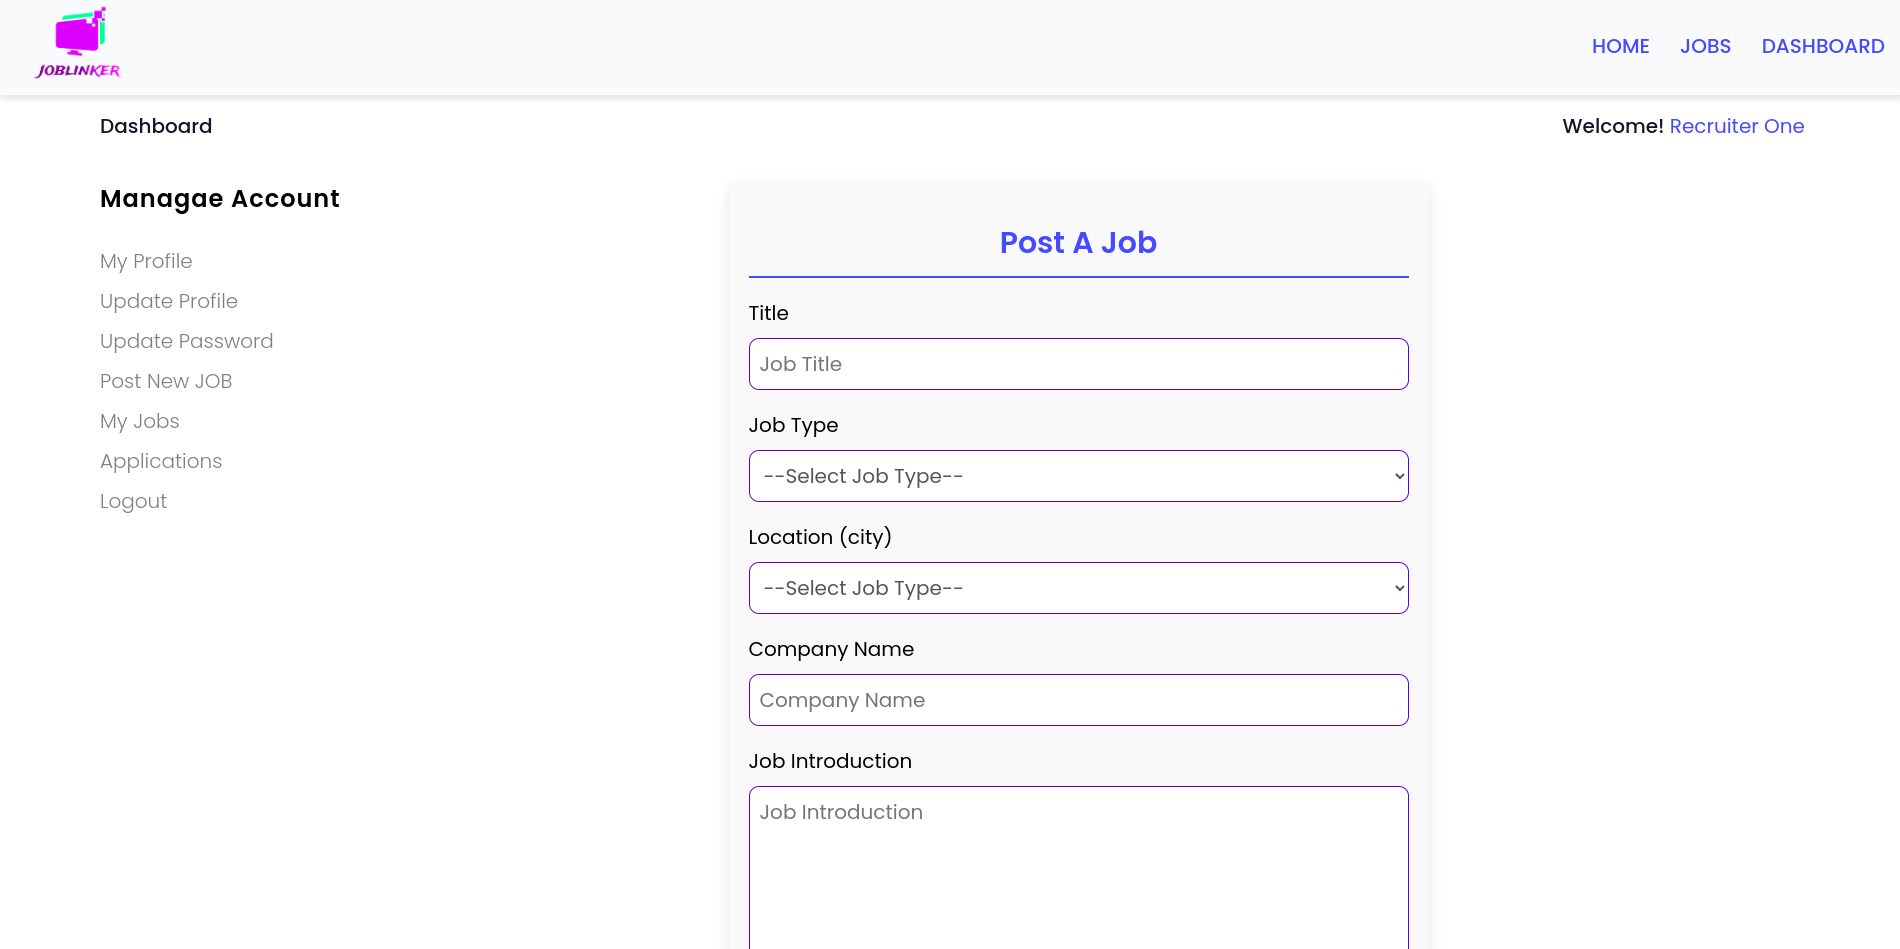 JOBLINKER
HOME JOBS DASHBOARD
Dashboard
Welcome! Recruiter One
Managae Account
My Profile
Update Profile
Update Password
Post New JOB
My Jobs
Applications
Logout
Post A Job
Title
Job Title
Job Type
--Select Job Type--
Location (city)
--Select Job Type--
Company Name
Company Name
Job Introduction
Job Introduction